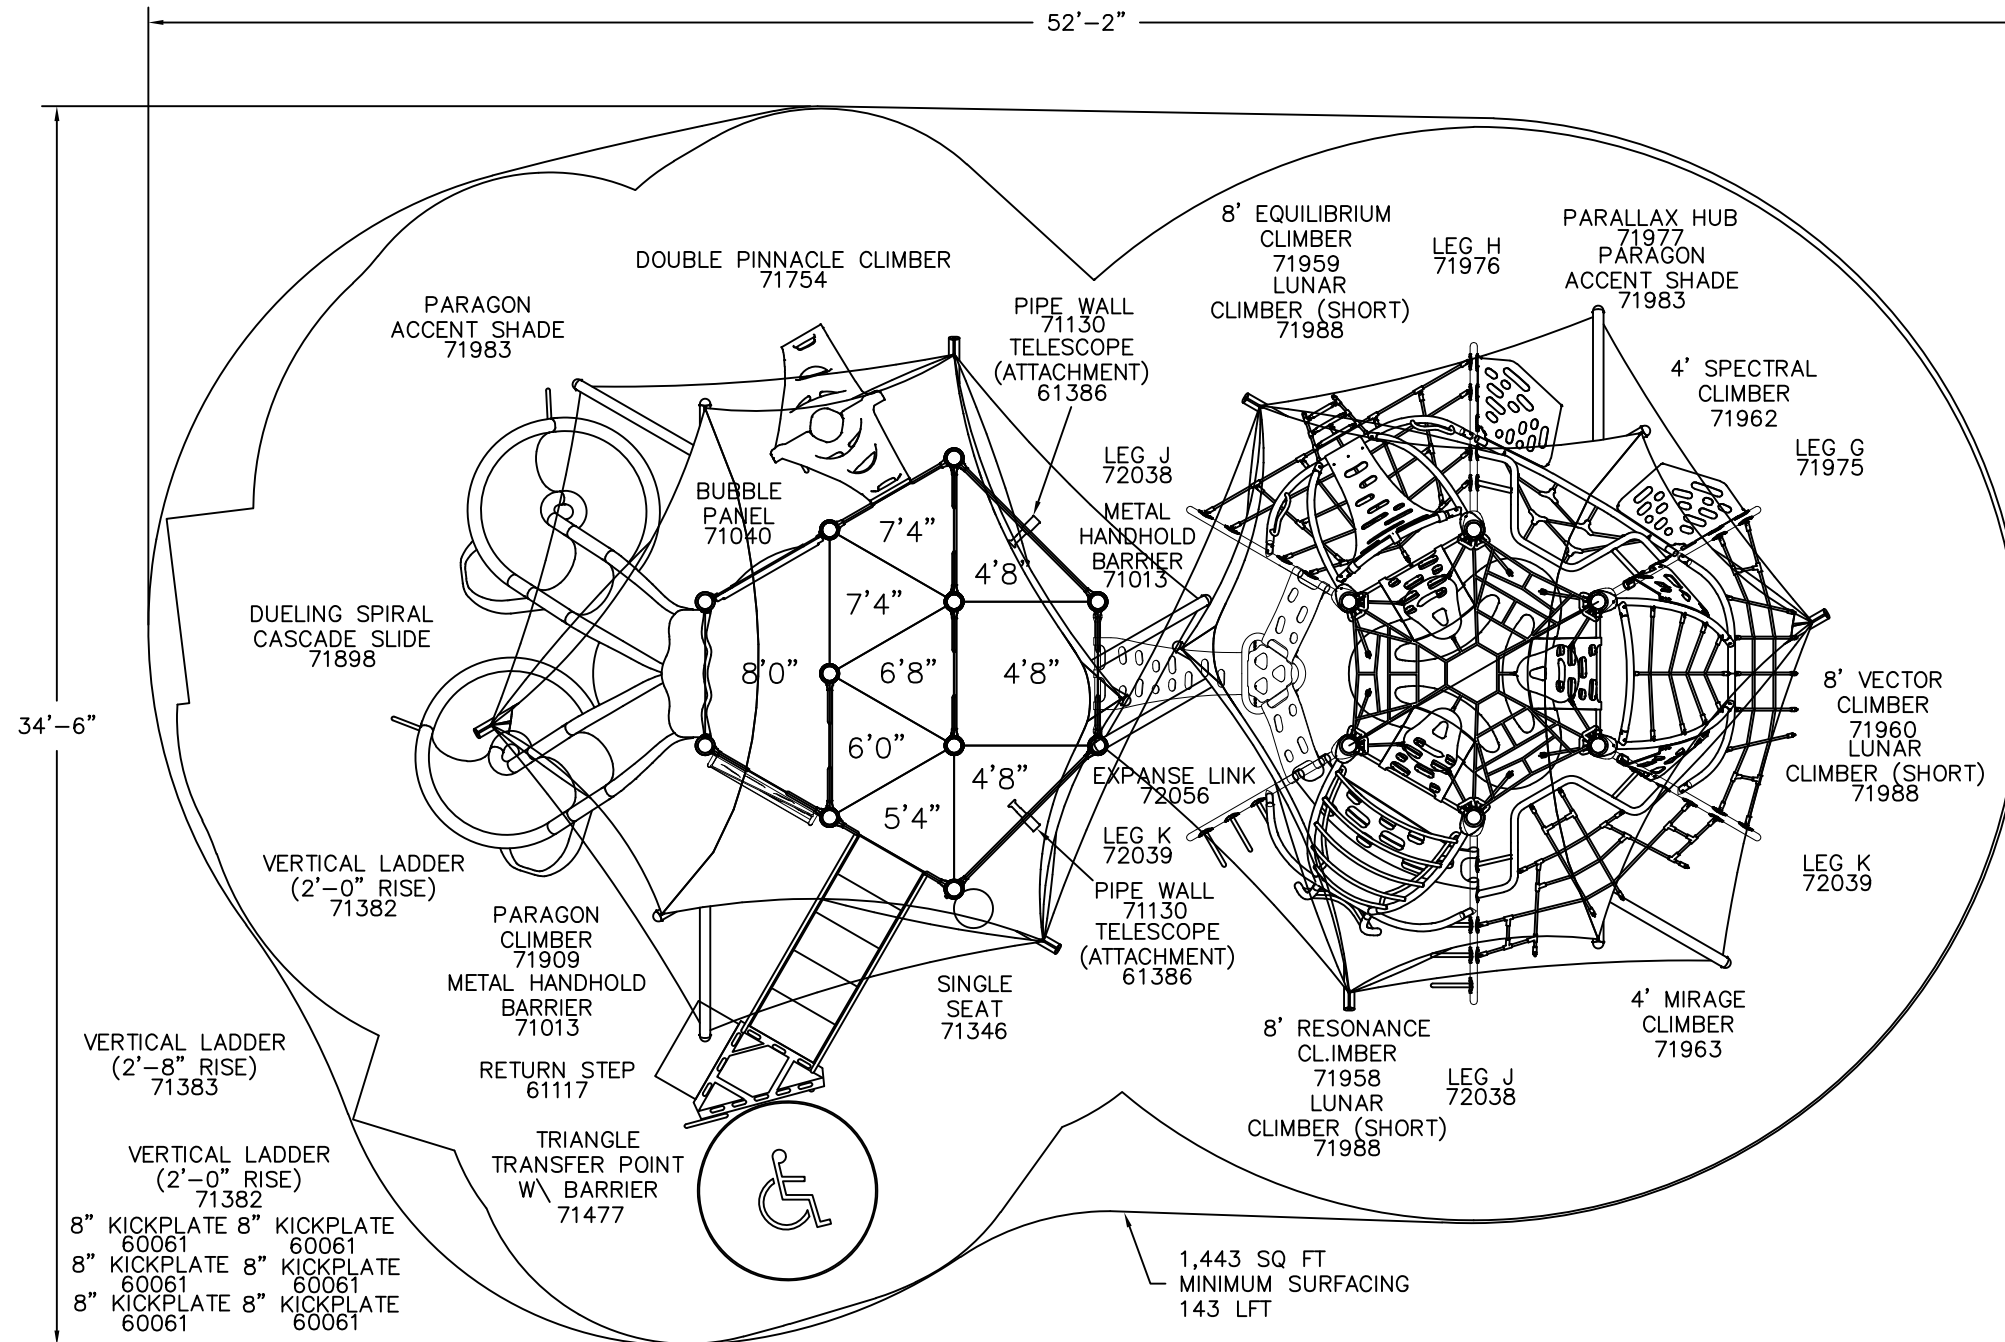 52'-2"
34'-6"
DOUBLE PINNACLE CLIMBER
71754
PARAGON
ACCENT SHADE
71983
PIPE WALL
71130
TELESCOPE
(ATTACHMENT)
61386
8' EQUILIBRIUM
CLIMBER
71959
LUNAR
CLIMBER (SHORT)
71988
LEG H
71976
PARALLAX HUB
71977
PARAGON
ACCENT SHADE
71983
4' SPECTRAL
CLIMBER
71962
LEG G
71975
LEG J
72038
METAL
HANDHOLD
BARRIER
71013
BUBBLE
PANEL
71040
7'4"
4'8"
7'4"
8'0"
6'8"
4'8"
6'0"
4'8"
5'4"
DUELING SPIRAL
CASCADE SLIDE
71898
EXPANSE LINK
72056
8' VECTOR
CLIMBER
71960
LUNAR
CLIMBER (SHORT)
71988
LEG K
72039
LEG K
72039
VERTICAL LADDER
(2'-0" RISE)
71382
PARAGON
CLIMBER
71909
METAL HANDHOLD
BARRIER
71013
PIPE WALL
71130
TELESCOPE
(ATTACHMENT)
61386
SINGLE
SEAT
71346
4' MIRAGE
CLIMBER
71963
8' RESONANCE
CL.IMBER
71958
LUNAR
CLIMBER (SHORT)
71988
LEG J
72038
VERTICAL LADDER
(2'-8" RISE)
71383
RETURN STEP
61117
TRIANGLE
TRANSFER POINT
W\ BARRIER
71477
VERTICAL LADDER
(2'-0" RISE)
71382
8" KICKPLATE 8" KICKPLATE
60061 60061
8" KICKPLATE 8" KICKPLATE
60061 60061
8" KICKPLATE 8" KICKPLATE
60061 60061
1,443 SQ FT
MINIMUM SURFACING
143 LFT